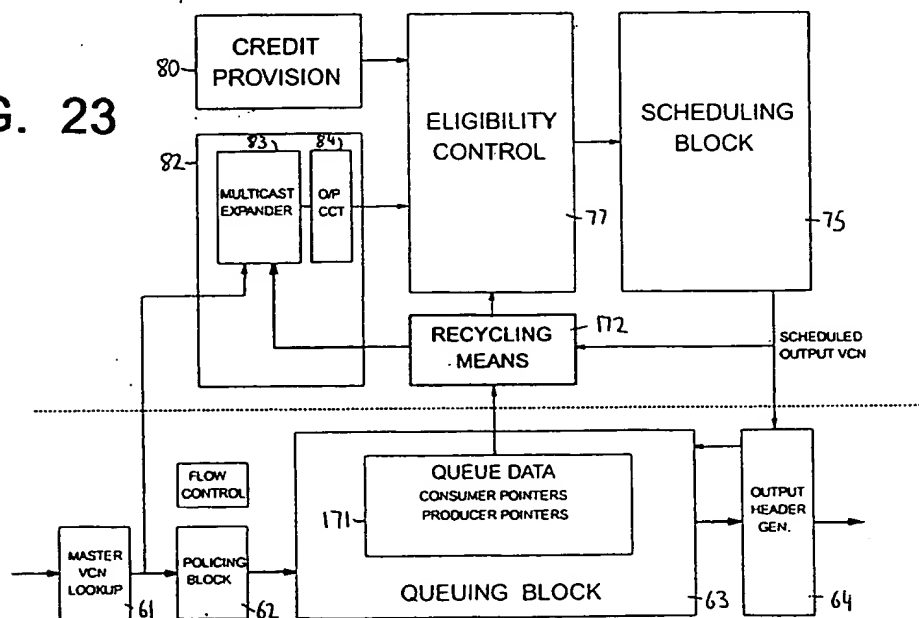 G. 23
80
CREDIT
PROVISION
ELIGIBILITY
CONTROL
77
SCHEDULING
BLOCK
75
82
83
84
MULTICAST
EXPANDER
O/P
CCT
RECYCLING
MEANS
172
SCHEDULED
OUTPUT VCN
FLOW
CONTROL
QUEUE DATA
CONSUMER POINTERS
PRODUCER POINTERS
171
OUTPUT
HEADER
GEN.
MASTER
VCN
LOOKUP
61
POLICING
BLOCK
62
QUEUING BLOCK
63
64